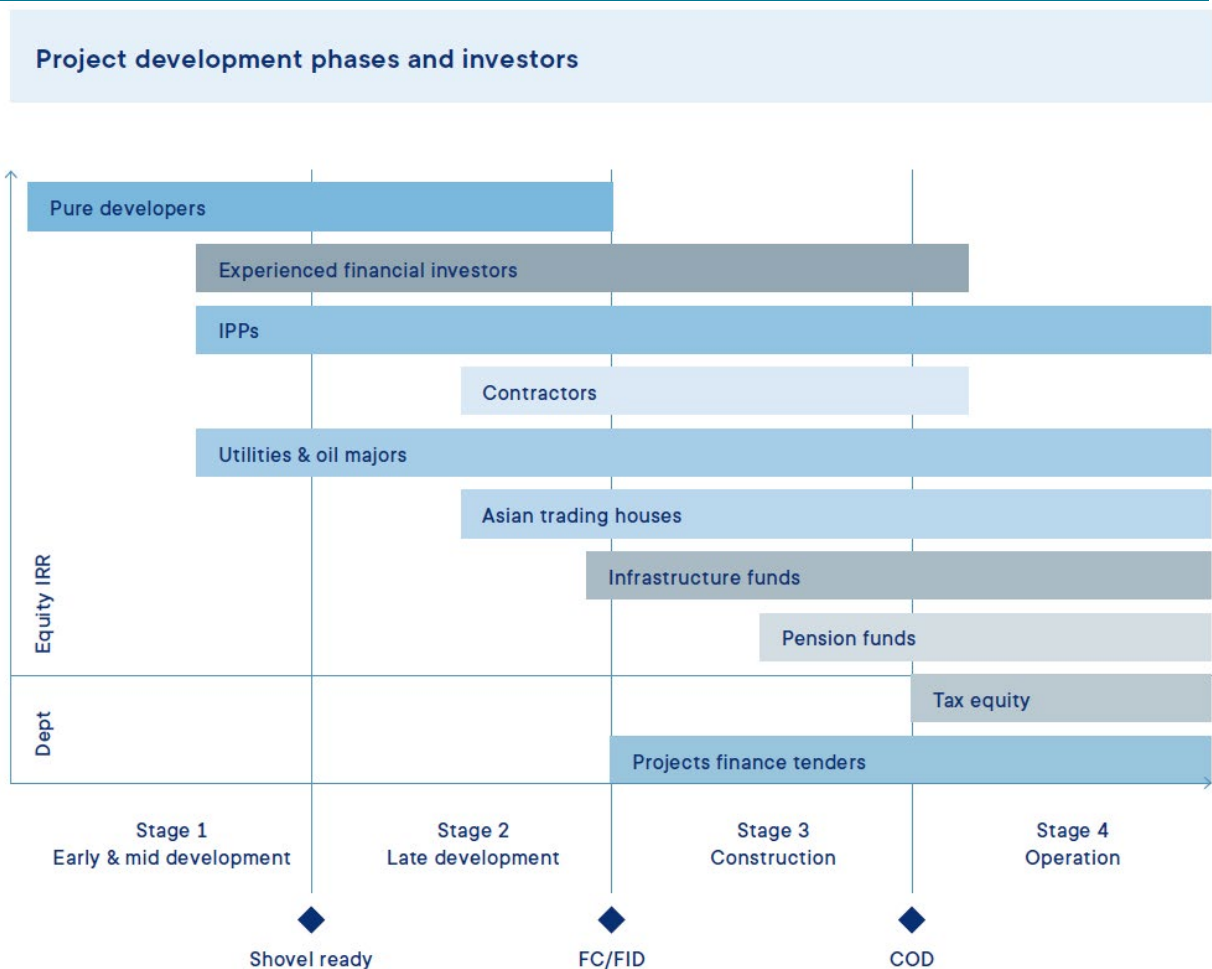 Project development phases and investors
Pure developers
Experienced financial investors
IPPs
Contractors
Utilities & oil majors
Asian trading houses
Infrastructure funds
Pension funds
Tax equity
Projects finance tenders
Equity IRR
Dept
Stage 1
Early & mid development
Stage 2
Late development
Stage 3
Construction
Stage 4
Operation
Shovel ready
FC/FID
COD